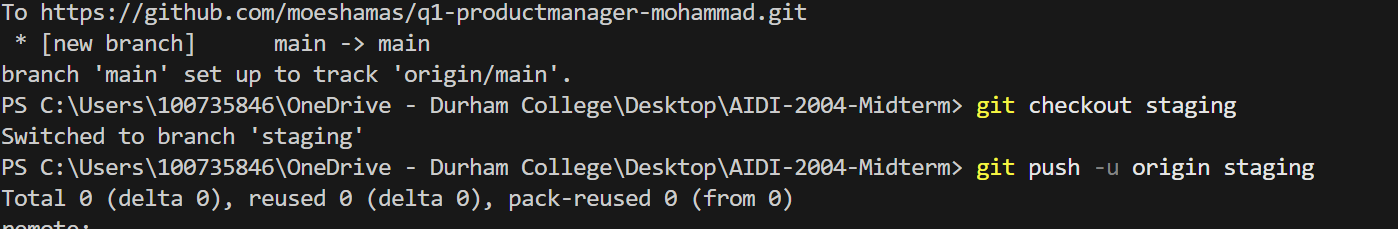 To https://github.com/moeshamas/q1-productmanager-mohammad.git
 * [new branch]      main -> main
branch 'main' set up to track 'origin/main'.
PS C:\Users\100735846\OneDrive - Durham College\Desktop\AIDI-2004-Midterm> git checkout staging
Switched to branch 'staging'
PS C:\Users\100735846\OneDrive - Durham College\Desktop\AIDI-2004-Midterm> git push -u origin staging
Total 0 (delta 0), reused 0 (delta 0), pack-reused 0 (from 0)
remote: